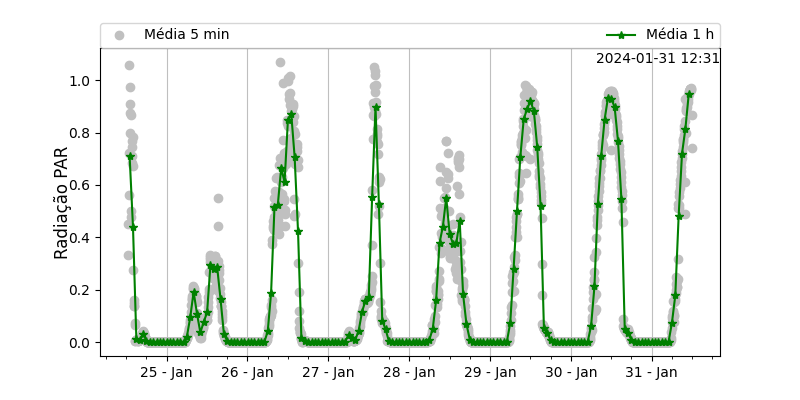 Média 5 min
Média 1 h
2024-01-31 12:31
Radiação PAR
1.0
0.8
0.6
0.4
0.2
0.0
25 - Jan
26 - Jan
27 - Jan
28 - Jan
29 - Jan
30 - Jan
31 - Jan